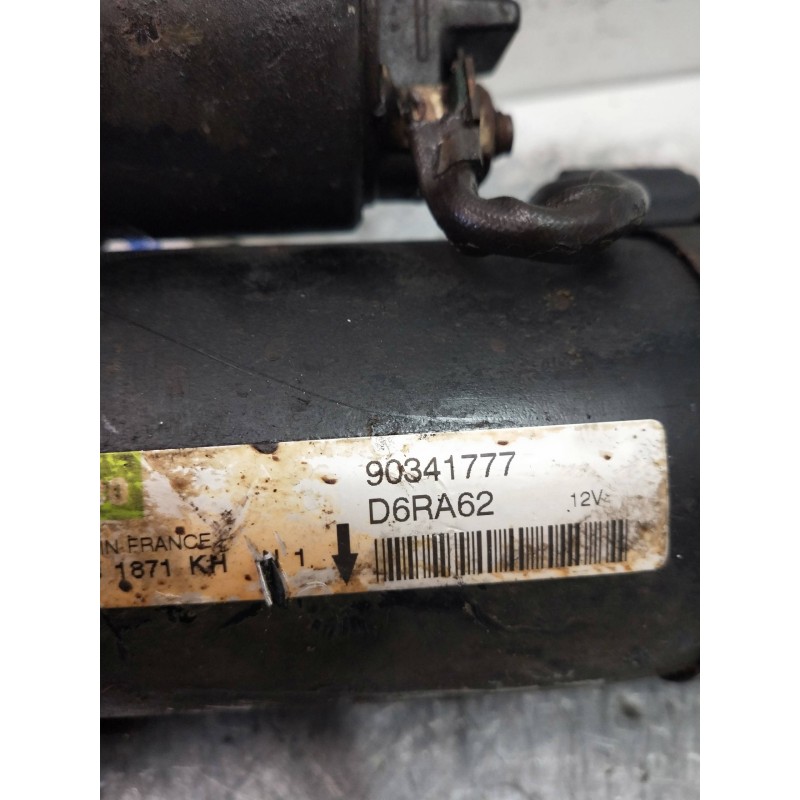 90341777
D6RA62 12V
IN FRANCE
1871 KH 1